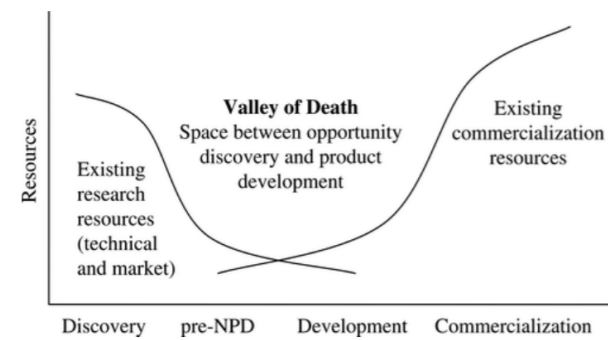 Valley of Death
Space between opportunity
discovery and product
development
Existing
research
resources
(technical
and market)
Existing
commercialization
resources
Resources
Discovery
pre-NPD
Development
Commercialization